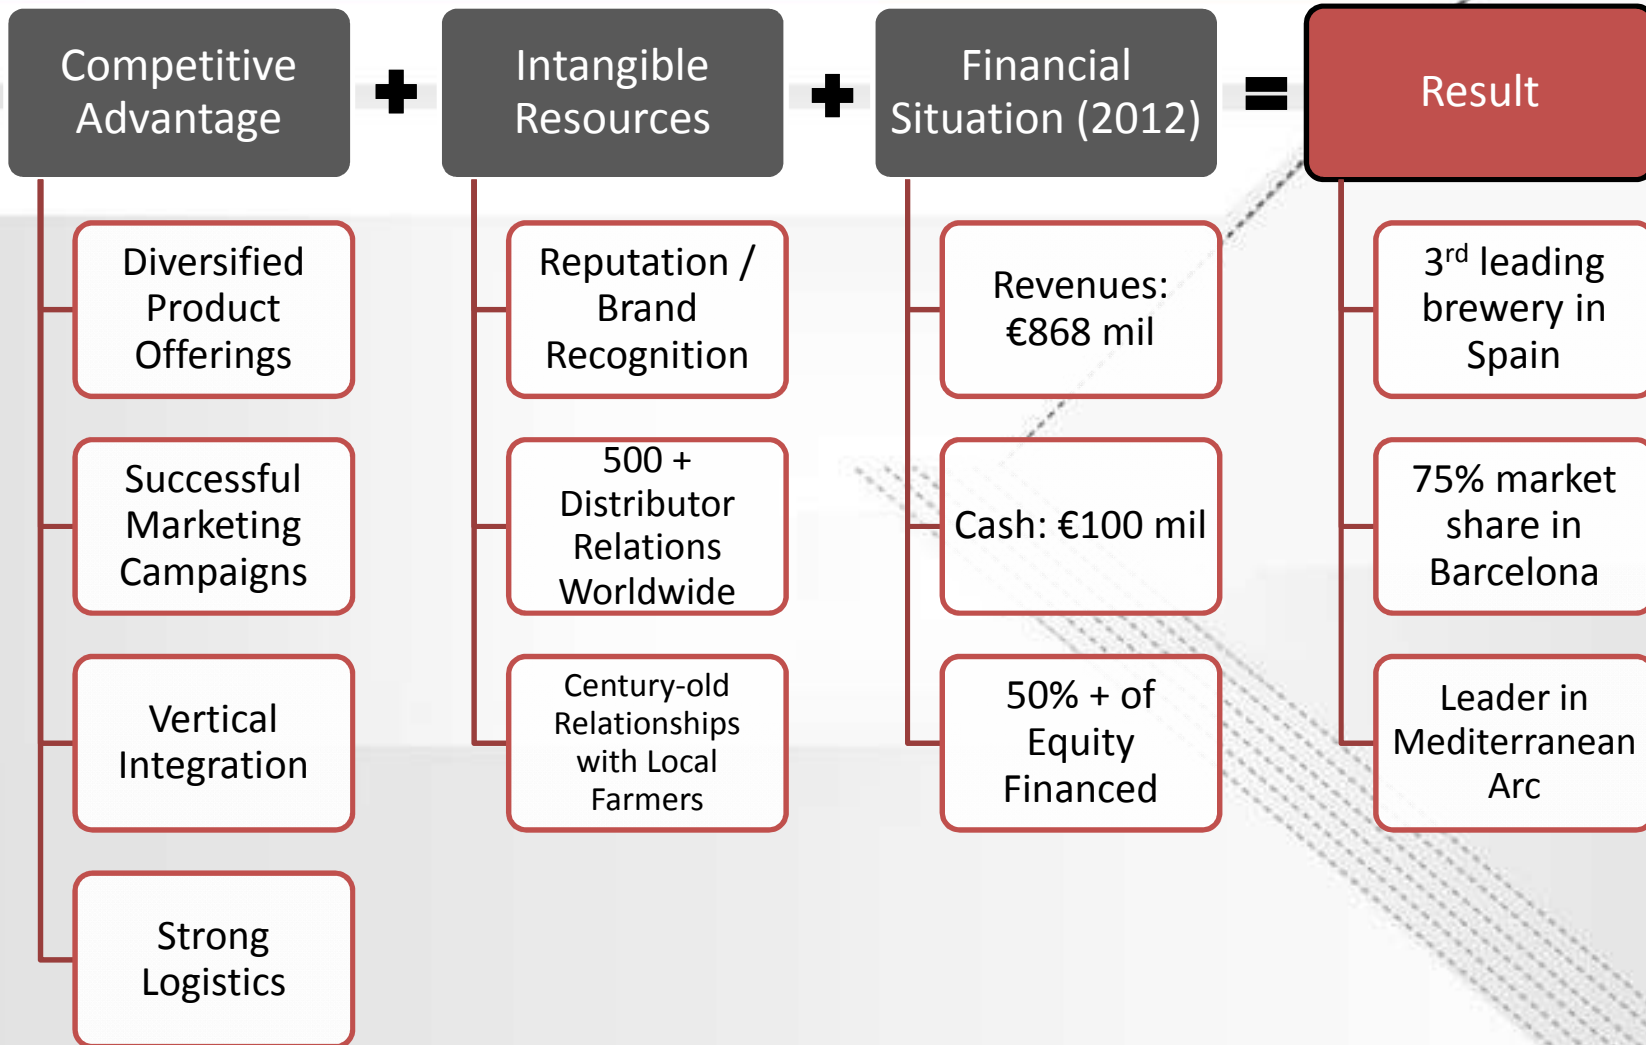 Competitive
Advantage
+
Intangible
Resources
+
Financial
Situation (2012)
=
Result
Diversified
Product
Offerings
Successful
Marketing
Campaigns
Vertical
Integration
Strong
Logistics
Reputation /
Brand
Recognition
500 +
Distributor
Relations
Worldwide
Century-old
Relationships
with Local
Farmers
Revenues:
€868 mil
Cash: €100 mil
50% + of
Equity
Financed
3rd leading
brewery in
Spain
75% market
share in
Barcelona
Leader in
Mediterranean
Arc